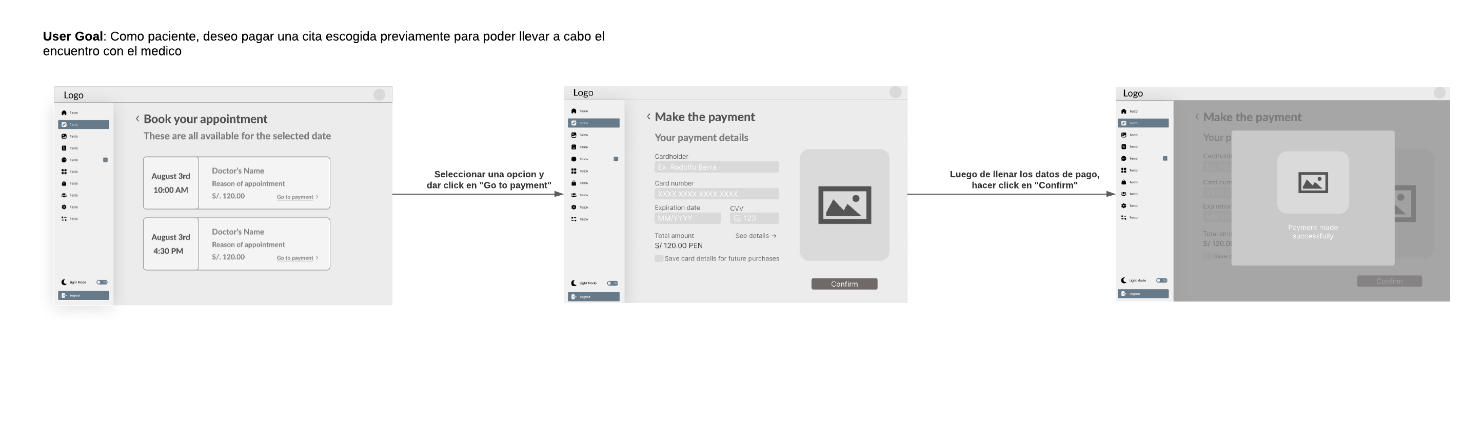 User Goal: Como paciente, deseo pagar una cita escogida previamente para poder llevar a cabo el
encuentro con el medico
Logo
Light Mode
Logout
< Book your appointment
These are all available for the selected date
August 3rd
10:00 AM
Doctor's Name
Reason of appointment
S/. 120.00
Go to payment >
August 3rd
4:30 PM
Doctor's Name
Reason of appointment
S/. 120.00
Go to payment >
Seleccionar una opcion y
dar click en "Go to payment"
Logo
Light Mode
Logout
< Make the payment
Your payment details
Cardholder
Ex. Rodolfo Berra
Card number
XXXX XXXX XXXX XXXX
Expiration date
CVV
MM/YYYY
123
Total amount
See details →
S/ 120.00 PEN
Save card details for future purchases
Confirm
Luego de llenar los datos de pago,
hacer click en "Confirm"
Logo
Light Mode
Logout
< Make the payment
Your p
Payment made
successfully
Confirm